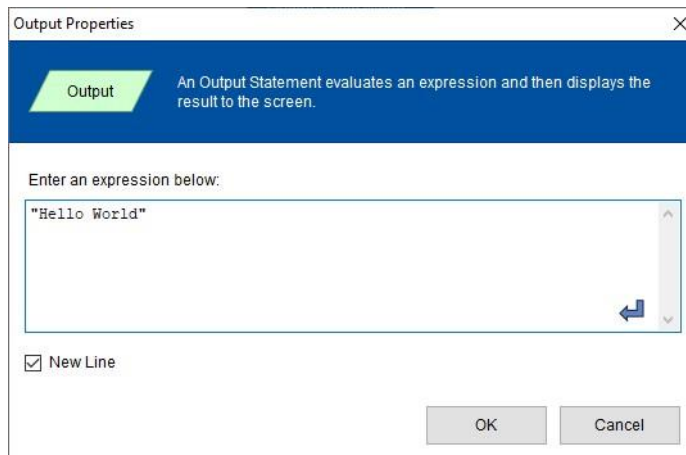 Output Properties
Output
An Output Statement evaluates an expression and then displays the
result to the screen.
Enter an expression below:
"Hello World"
New Line
OK
Cancel